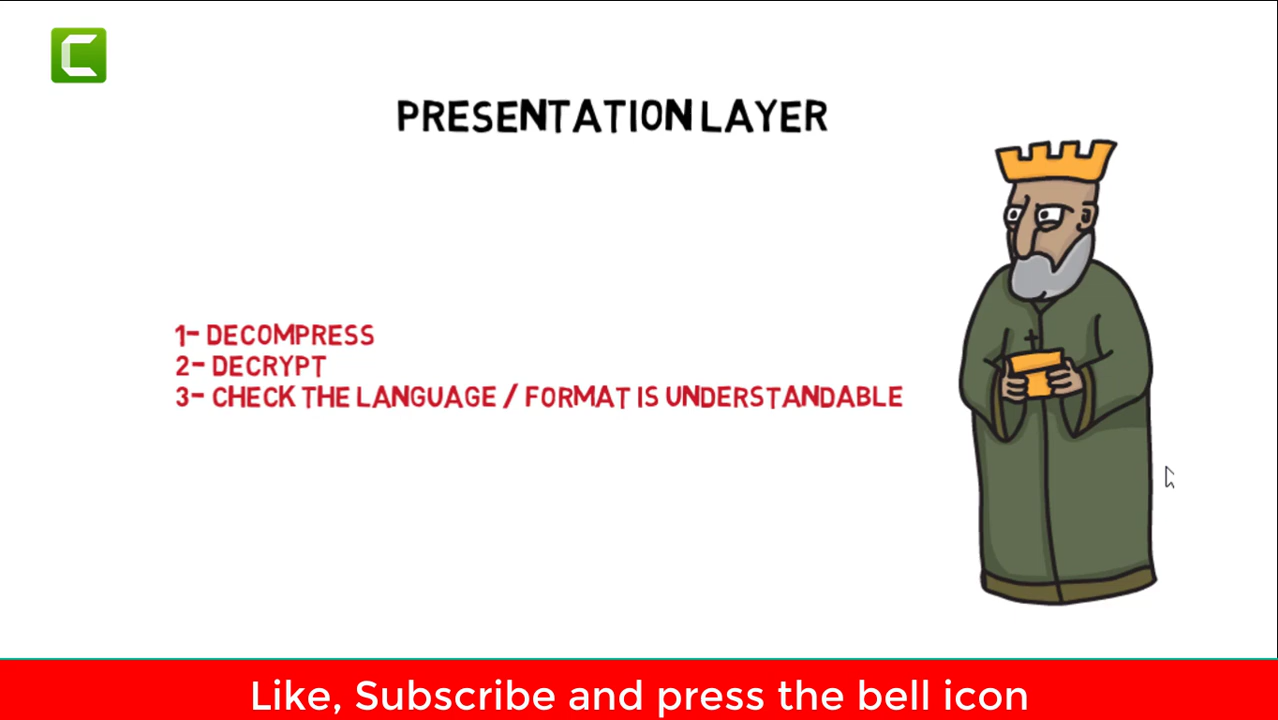 PRESENTATION LAYER
1- DECOMPRESS
2- DECRYPT
3- CHECK THE LANGUAGE / FORMAT IS UNDERSTANDABLE
Like, Subscribe and press the bell icon